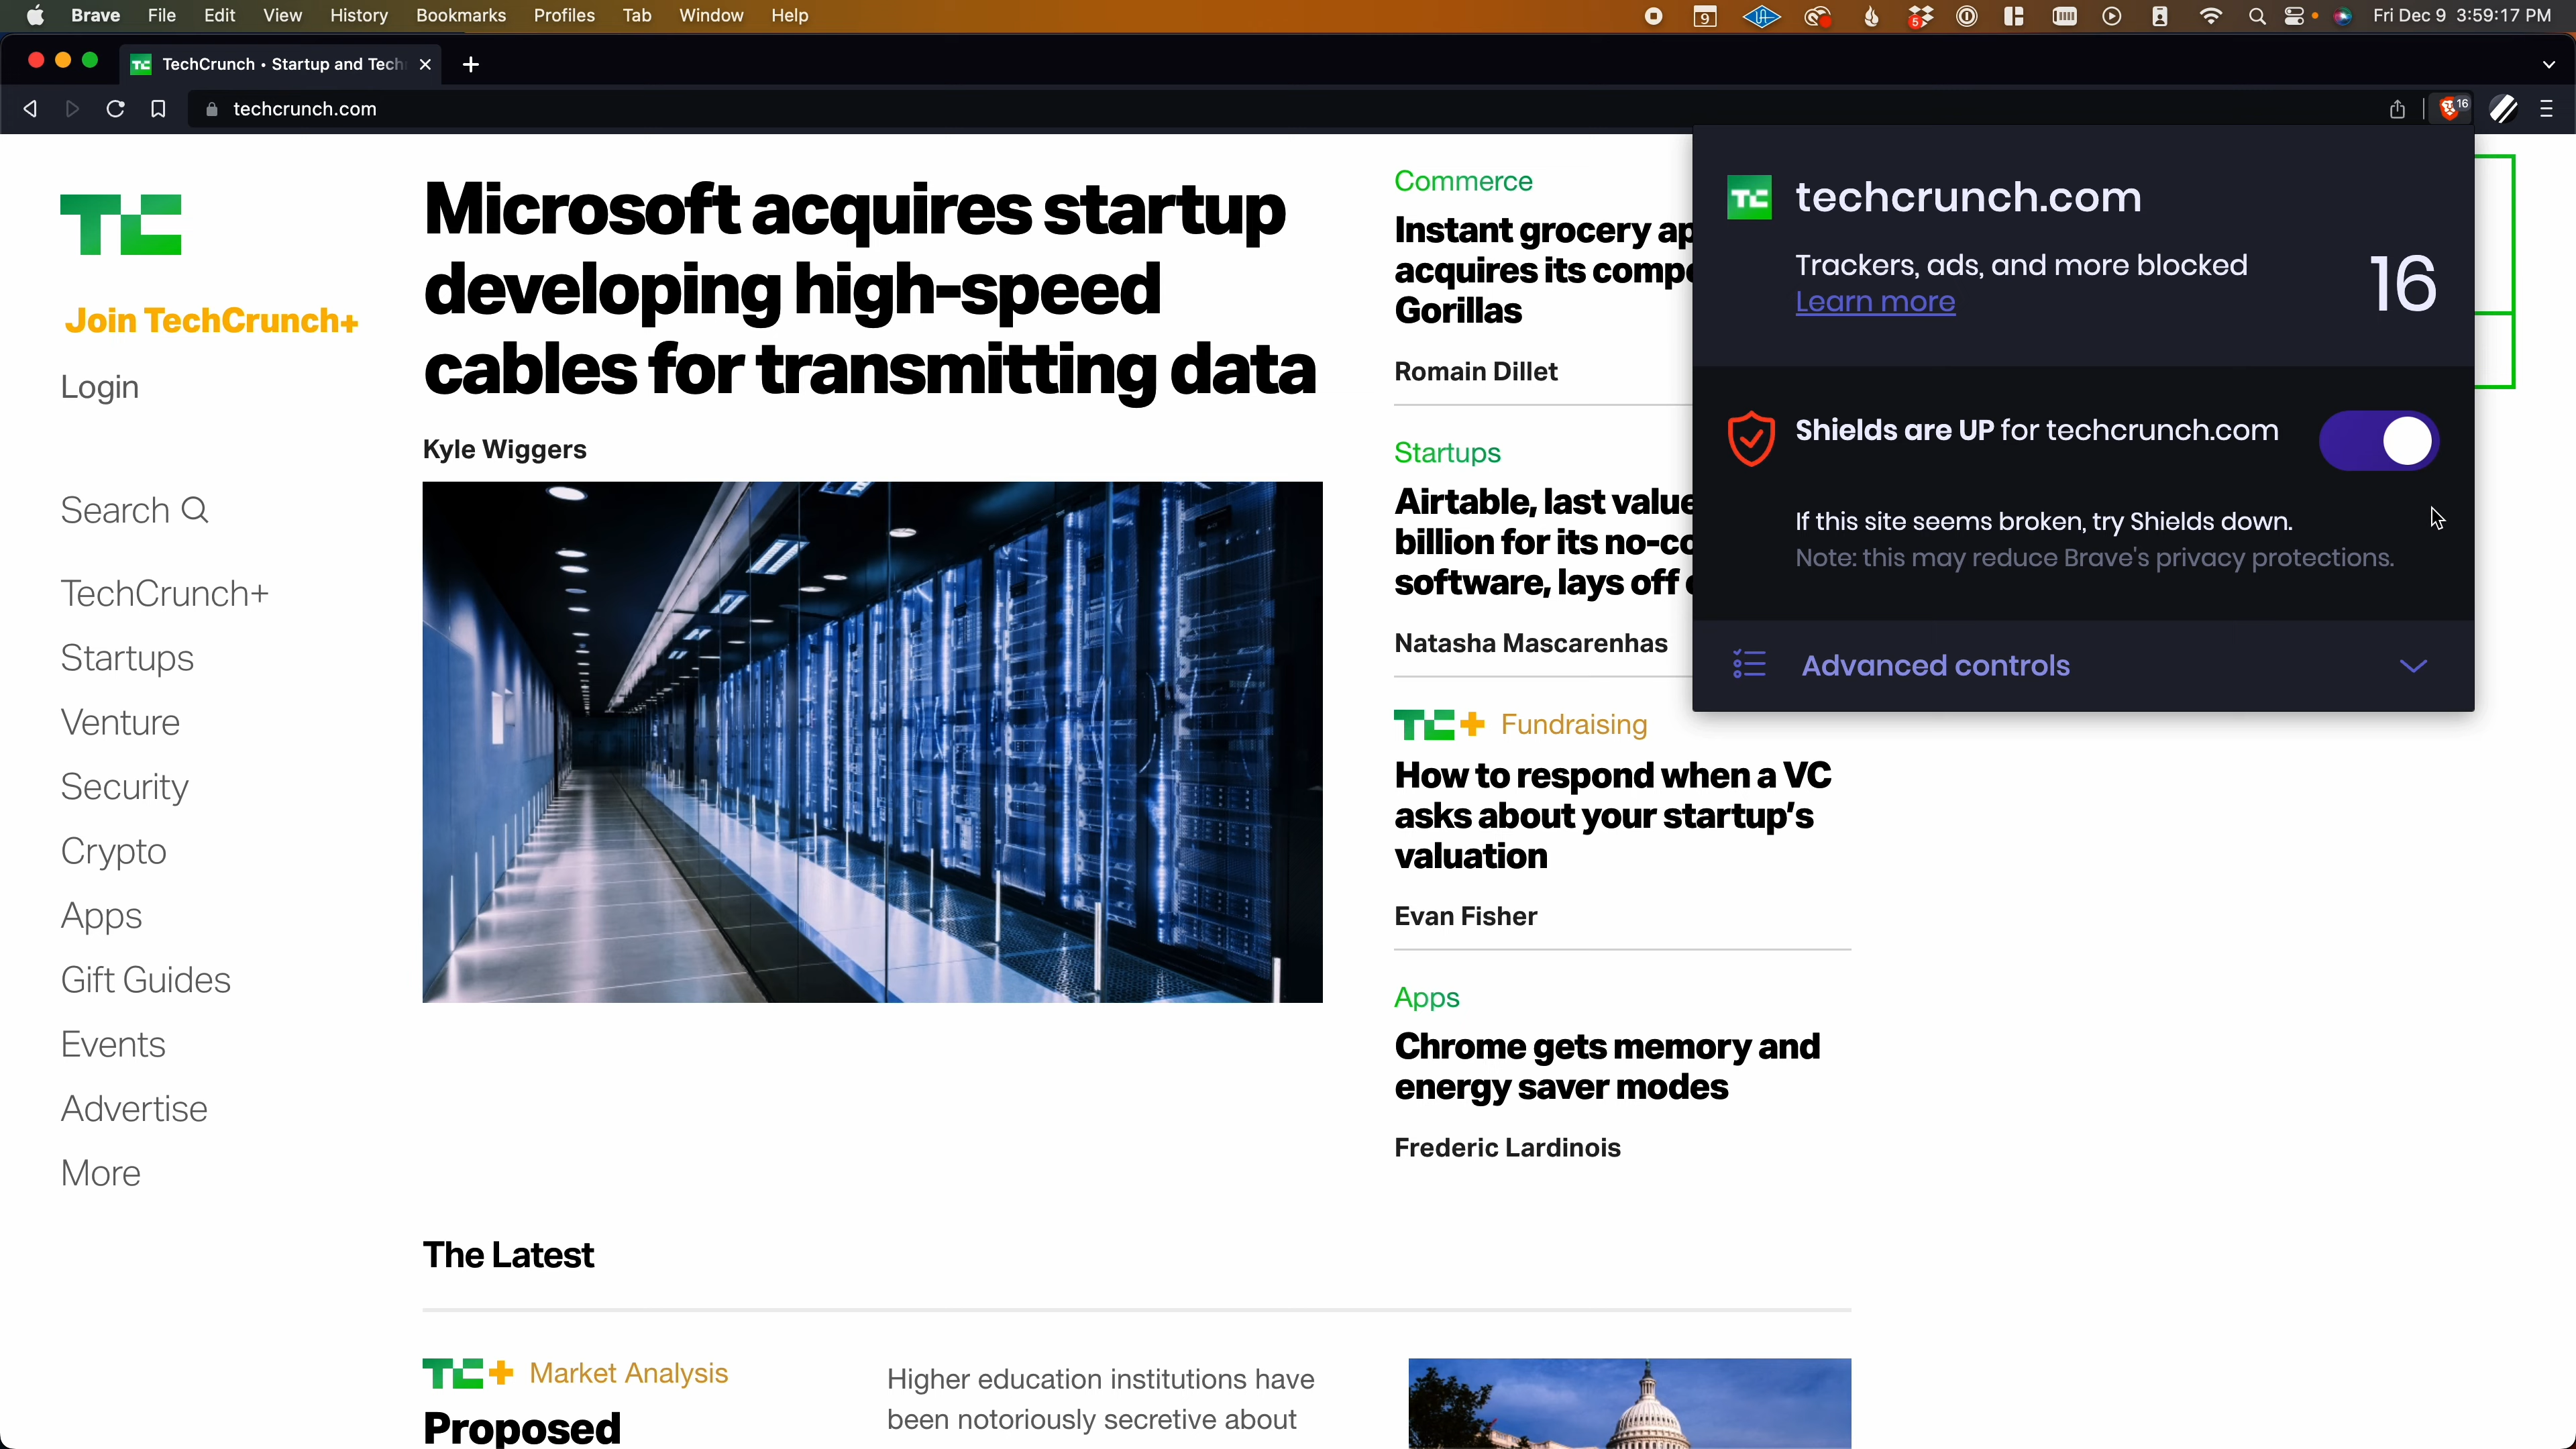 Brave File Edit View History Bookmarks Profiles Tab Window Help
9
5
Fri Dec 9 3:59:17 PM
TechCrunch • Startup and Tech
techcrunch.com
16
TC
Join TechCrunch+
Login
Search
TechCrunch+
Startups
Venture
Security
Crypto
Apps
Gift Guides
Events
Advertise
More
Microsoft acquires startup
developing high-speed
cables for transmitting data
Kyle Wiggers
Commerce
Instant grocery ap
acquires its compe
Gorillas
Romain Dillet
Startups
Airtable, last value
billion for its no-co
software, lays off
Natasha Mascarenhas
TC+ Fundraising
How to respond when a VC
asks about your startup's
valuation
Evan Fisher
Apps
Chrome gets memory and
energy saver modes
Frederic Lardinois
TC techcrunch.com
Trackers, ads, and more blocked
Learn more
16
Shields are UP for techcrunch.com
If this site seems broken, try Shields down.
Note: this may reduce Brave's privacy protections.
Advanced controls
The Latest
TC+ Market Analysis
Proposed
Higher education institutions have
been notoriously secretive about